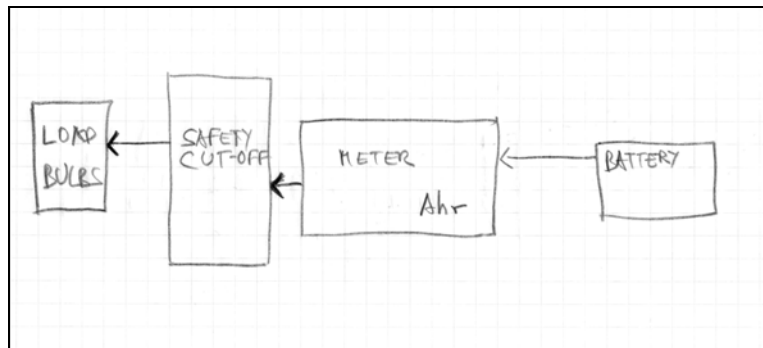 LOAD
BULBS
SAFETY
CUT-OFF
METER
Ahr
BATTERY